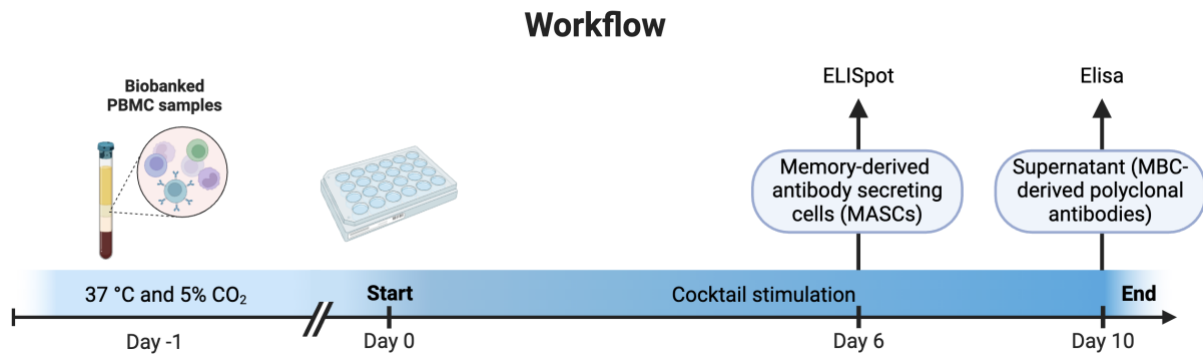 Workflow
Biobanked
PBMC samples
ELISpot
Elisa
Memory-derived
antibody secreting
cells (MASCs)
Supernatant (MBC-
derived polyclonal
antibodies)
37 °C and 5% CO₂
Start
Cocktail stimulation
End
Day -1
Day 0
Day 6
Day 10